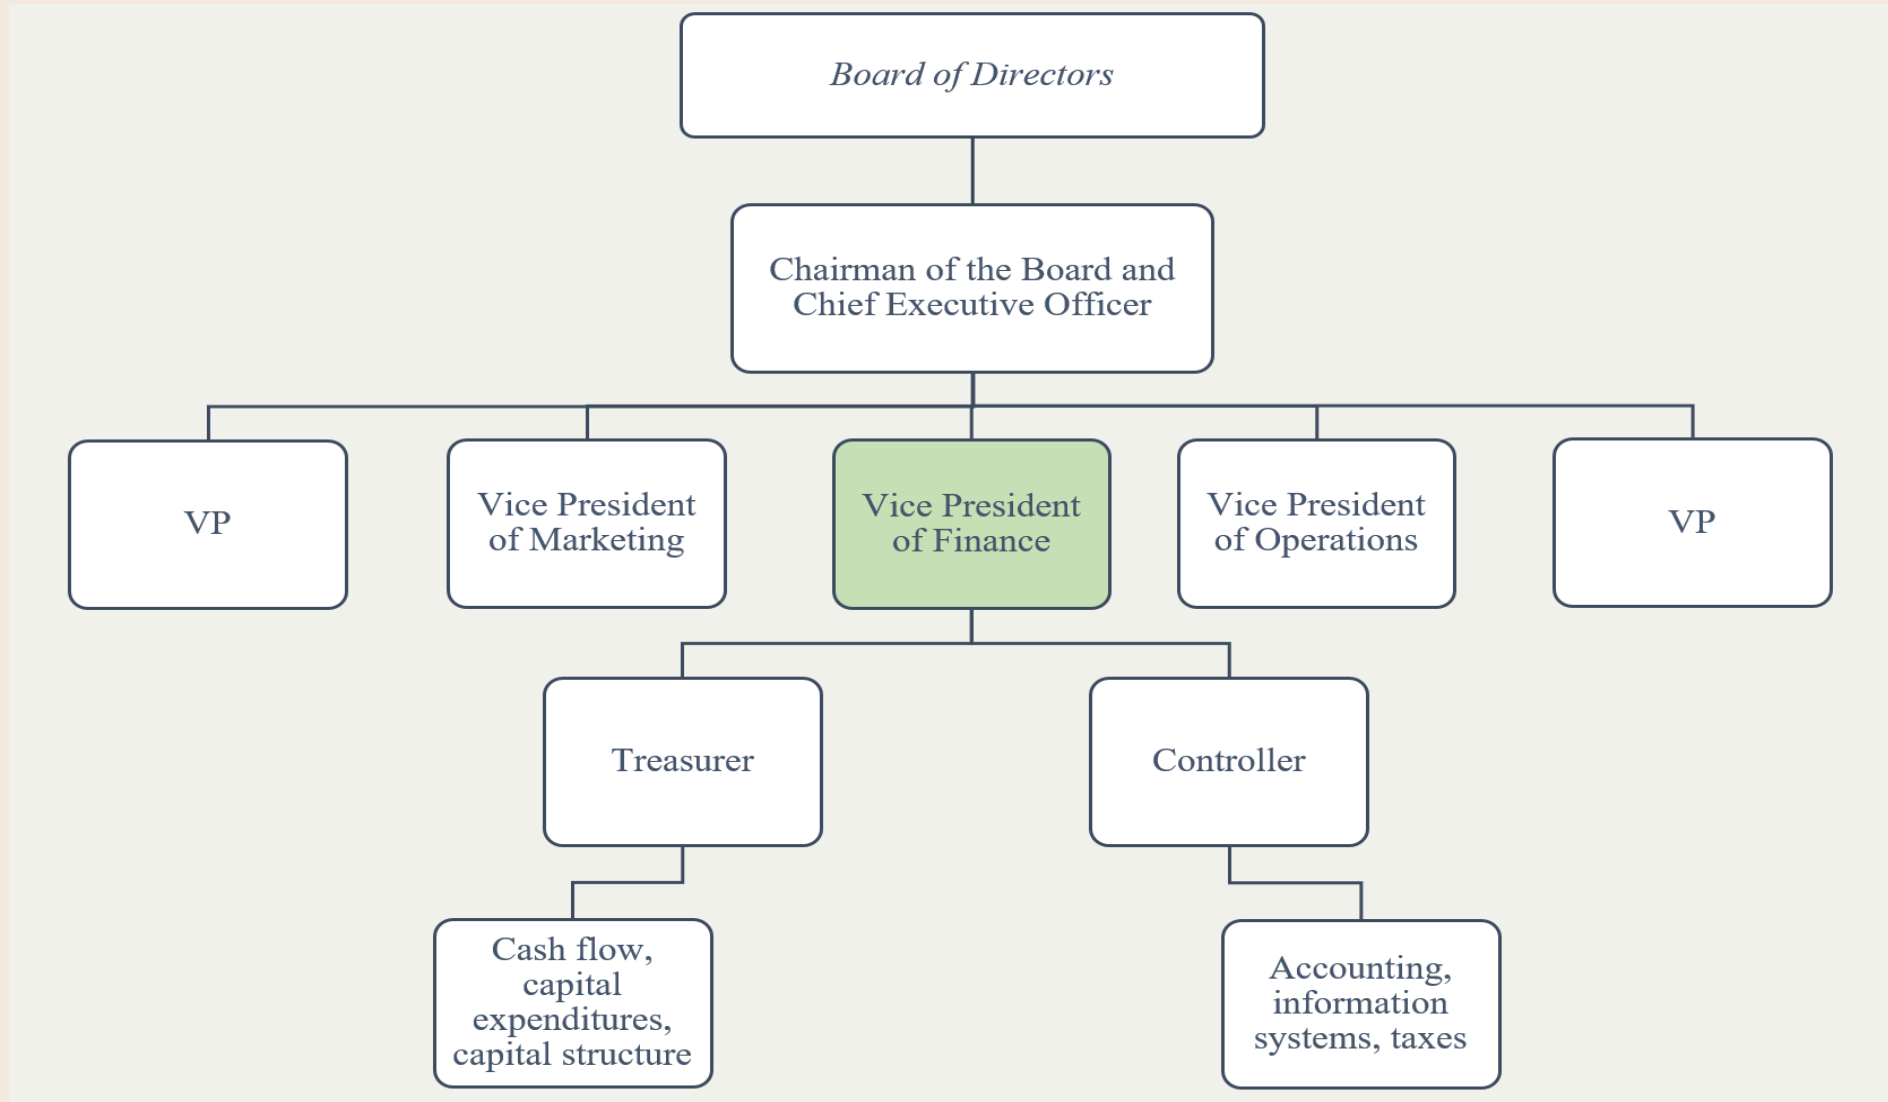 Board of Directors
Chairman of the Board and
Chief Executive Officer
VP
Vice President
of Marketing
Vice President
of Finance
Vice President
of Operations
VP
Treasurer
Controller
Cash flow,
capital
expenditures,
capital structure
Accounting,
information
systems, taxes